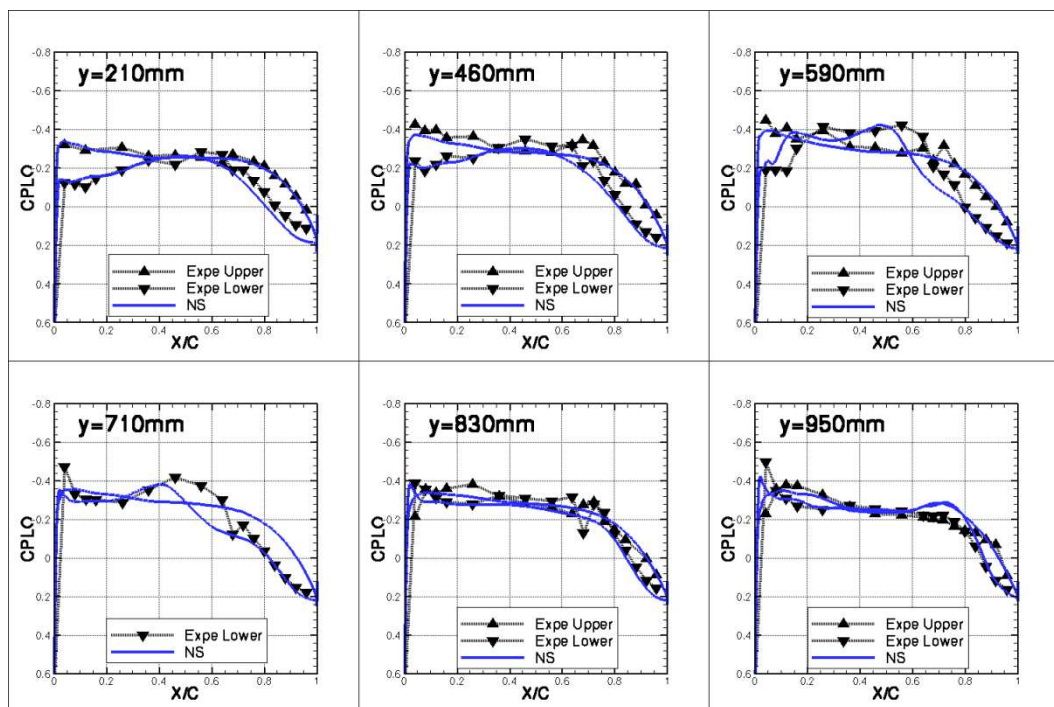 y=210mm
-0.8
-0.6
-0.4
-0.2
0
0.2
0.4
0.6
CPLO
Expe Upper
Expe Lower
NS
0
0.2
0.4
0.6
0.8
1
X/C
y=460mm
-0.8
-0.6
-0.4
-0.2
0
0.2
0.4
0.6
CPLO
Expe Upper
Expe Lower
NS
0
0.2
0.4
0.6
0.8
1
X/C
y=590mm
-0.8
-0.6
-0.4
-0.2
0
0.2
0.4
0.6
CPLO
Expe Upper
Expe Lower
NS
0
0.2
0.4
0.6
0.8
1
X/C
y=710mm
-0.8
-0.6
-0.4
-0.2
0
0.2
0.4
0.6
CPLO
Expe Lower
NS
0
0.2
0.4
0.6
0.8
1
X/C
y=830mm
-0.8
-0.6
-0.4
-0.2
0
0.2
0.4
0.6
CPLO
Expe Upper
Expe Lower
NS
0
0.2
0.4
0.6
0.8
1
X/C
y=950mm
-0.8
-0.6
-0.4
-0.2
0
0.2
0.4
0.6
CPLO
Expe Upper
Expe Lower
NS
0
0.2
0.4
0.6
0.8
1
X/C